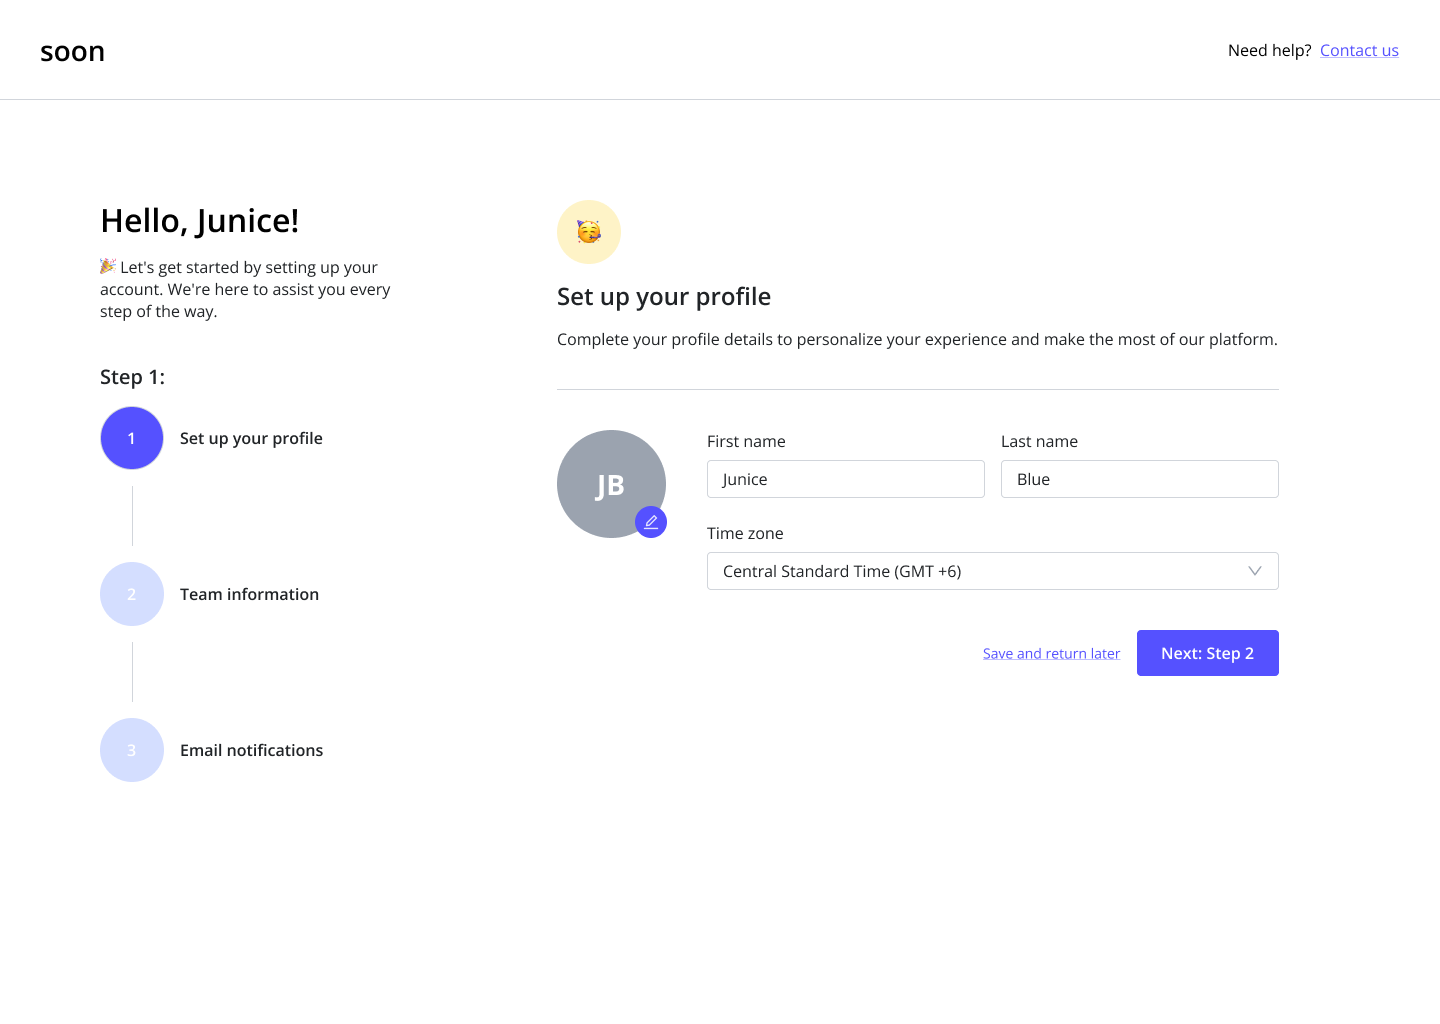 soon
Need help? Contact us
Hello, Junice!
🎉 Let's get started by setting up your
account. We're here to assist you every
step of the way.
Step 1:
1 Set up your profile
2 Team information
3 Email notifications
🥳
Set up your profile
Complete your profile details to personalize your experience and make the most of our platform.
JB
First name
Junice
Last name
Blue
Time zone
Central Standard Time (GMT +6)
Save and return later
Next: Step 2